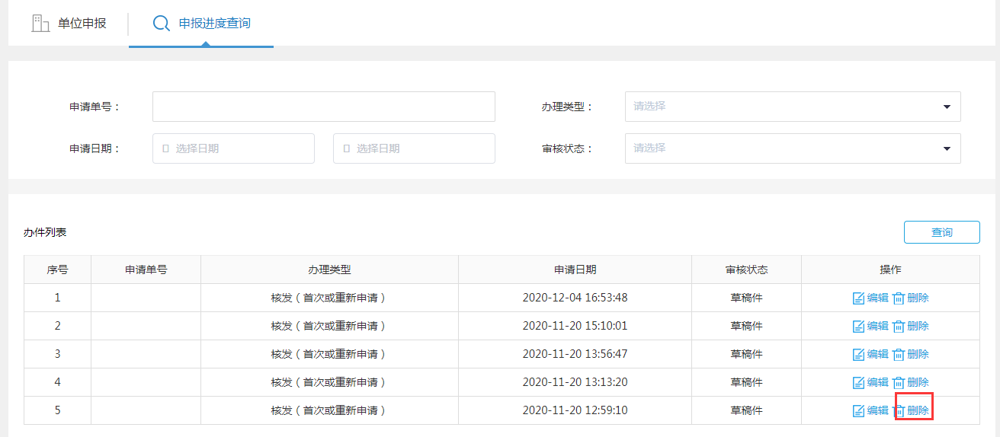 单位申报 申报进度查询
申请单号： 办理类型： 请选择
申请日期： 选择日期 选择日期 审核状态： 请选择
办件列表 查询
序号 申请单号 办理类型 申请日期 审核状态 操作
1 核发（首次或重新申请） 2020-12-04 16:53:48 草稿件 编辑 删除
2 核发（首次或重新申请） 2020-11-20 15:10:01 草稿件 编辑 删除
3 核发（首次或重新申请） 2020-11-20 13:56:47 草稿件 编辑 删除
4 核发（首次或重新申请） 2020-11-20 13:13:20 草稿件 编辑 删除
5 核发（首次或重新申请） 2020-11-20 12:59:10 草稿件 编辑 删除